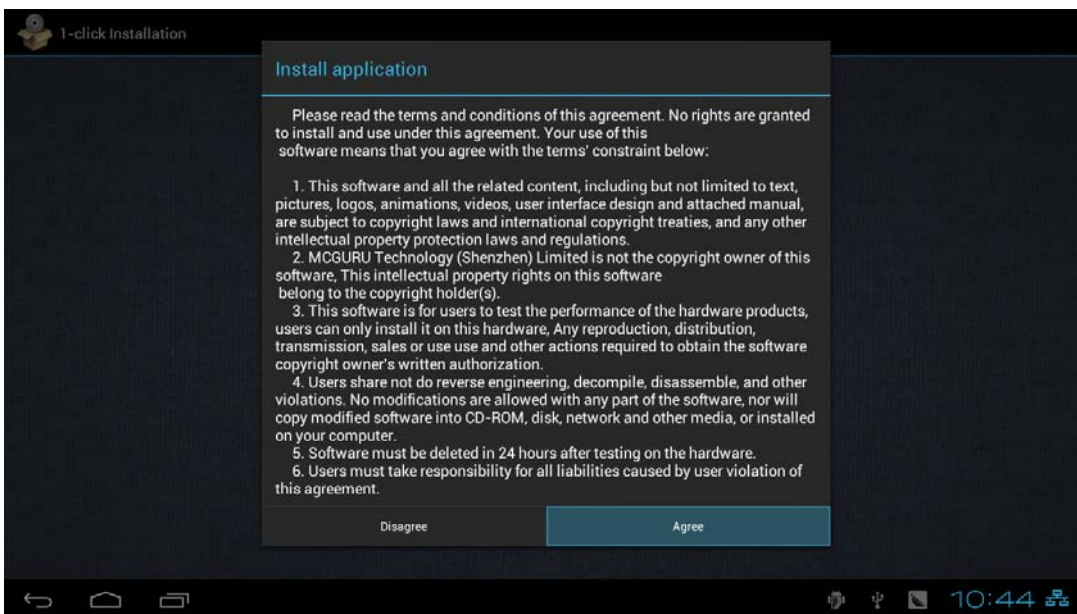 1-click Installation
Install application
Please read the terms and conditions of this agreement. No rights are granted
to install and use under this agreement. Your use of this
software means that you agree with the terms' constraint below:
1. This software and all the related content, including but not limited to text,
pictures, logos, animations, videos, user interface design and attached manual,
are subject to copyright laws and international copyright treaties, and any other
intellectual property protection laws and regulations.
2. MCGURU Technology (Shenzhen) Limited is not the copyright owner of this
software, This intellectual property rights on this software
belong to the copyright holder(s).
3. This software is for users to test the performance of the hardware products,
users can only install it on this hardware, Any reproduction, distribution,
transmission, sales or use use and other actions required to obtain the software
copyright owner's written authorization.
4. Users share not do reverse engineering, decompile, disassemble, and other
violations. No modifications are allowed with any part of the software, nor will
copy modified software into CD-ROM, disk, network and other media, or installed
on your computer.
5. Software must be deleted in 24 hours after testing on the hardware.
6. Users must take responsibility for all liabilities caused by user violation of
this agreement.
Disagree
Agree
10:44